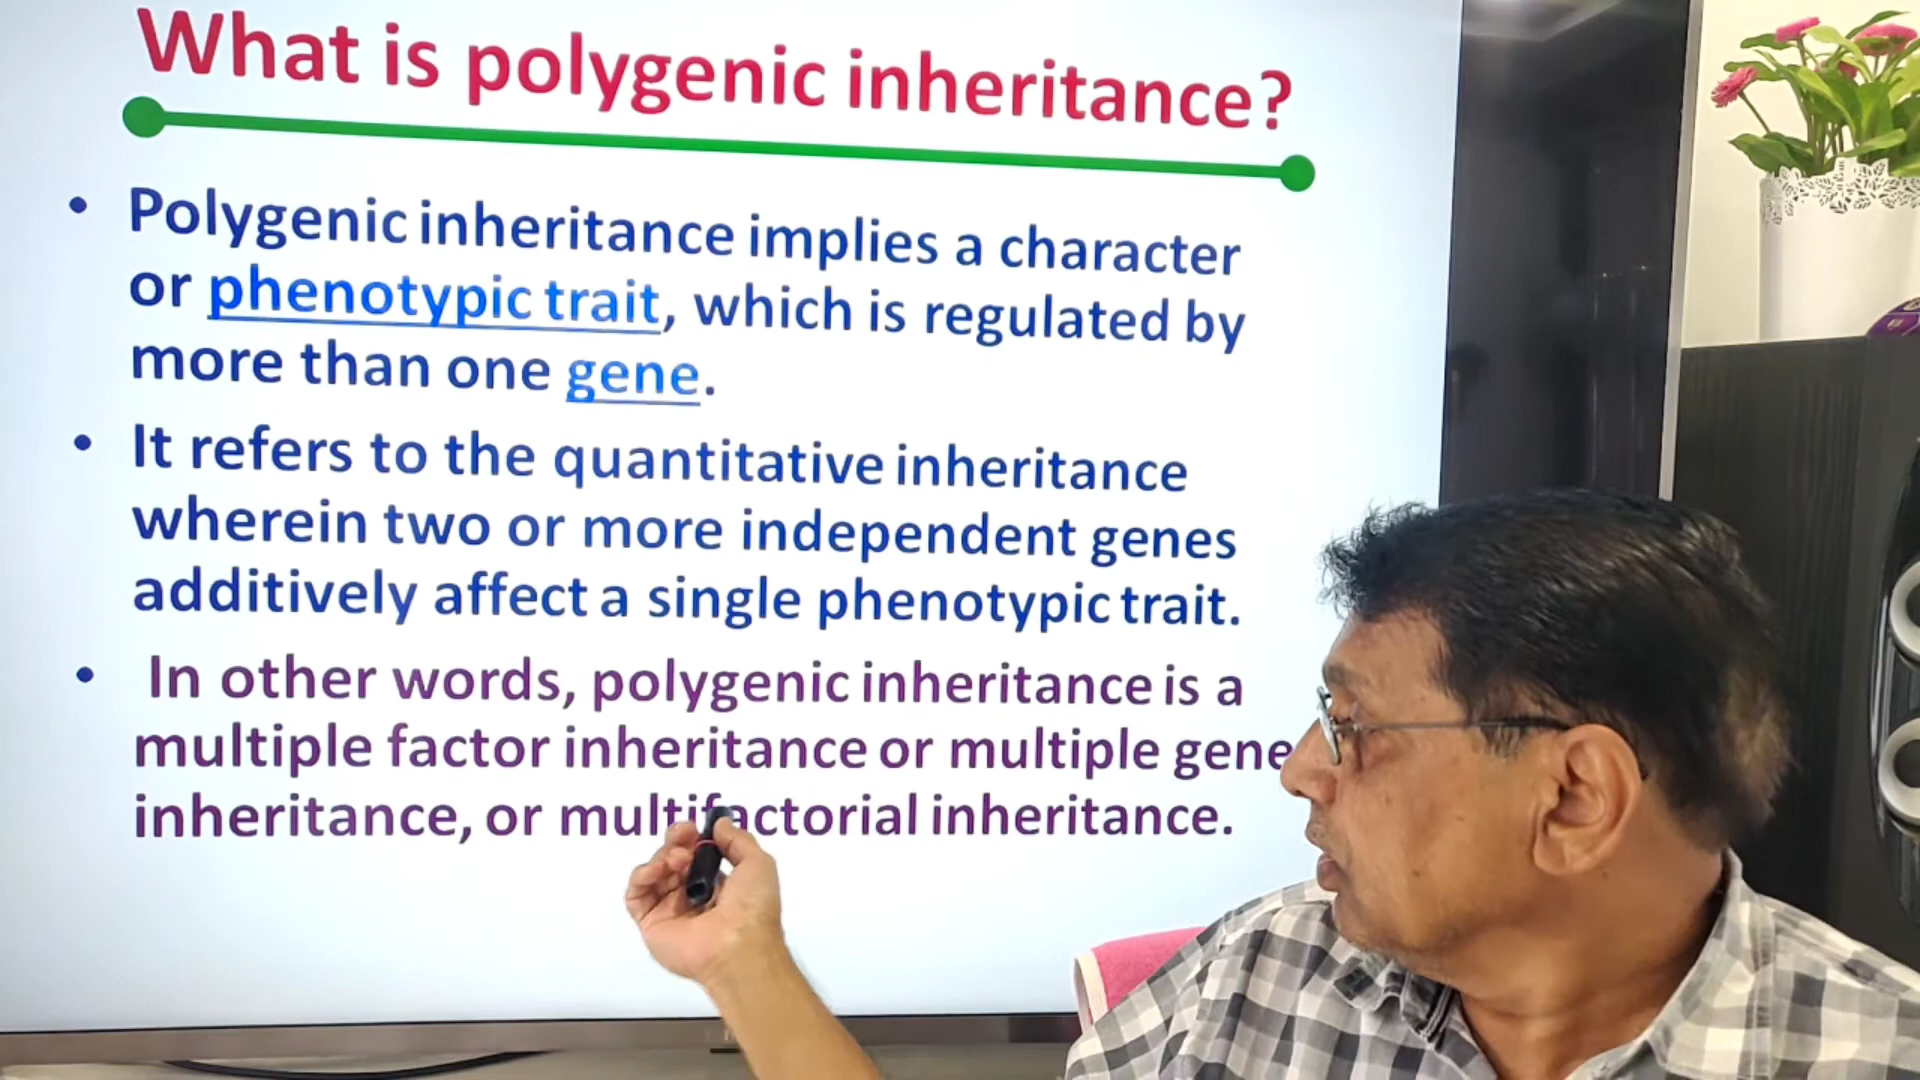 What is polygenic inheritance?
• Polygenic inheritance implies a character
or phenotypic trait, which is regulated by
more than one gene.
• It refers to the quantitative inheritance
wherein two or more independent genes
additively affect a single phenotypic trait.
• In other words, polygenic inheritance is a
multiple factor inheritance or multiple gene
inheritance, or multifactorial inheritance.